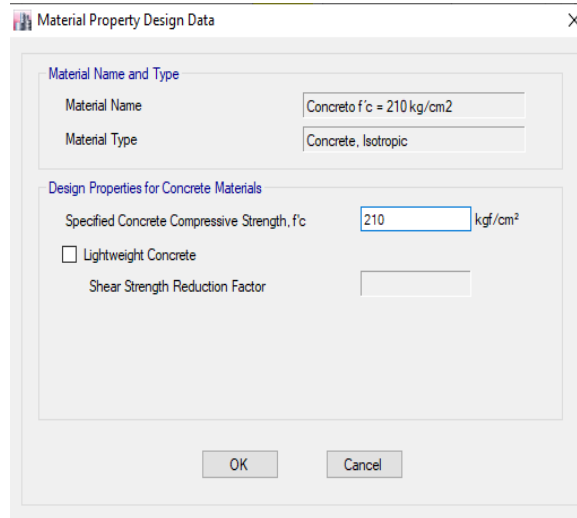 Material Property Design Data
Material Name and Type
Material Name Concreto f´c = 210 kg/cm2
Material Type Concrete, Isotropic
Design Properties for Concrete Materials
Specified Concrete Compressive Strength, f'c 210 kgf/cm²
Lightweight Concrete
Shear Strength Reduction Factor
OK Cancel